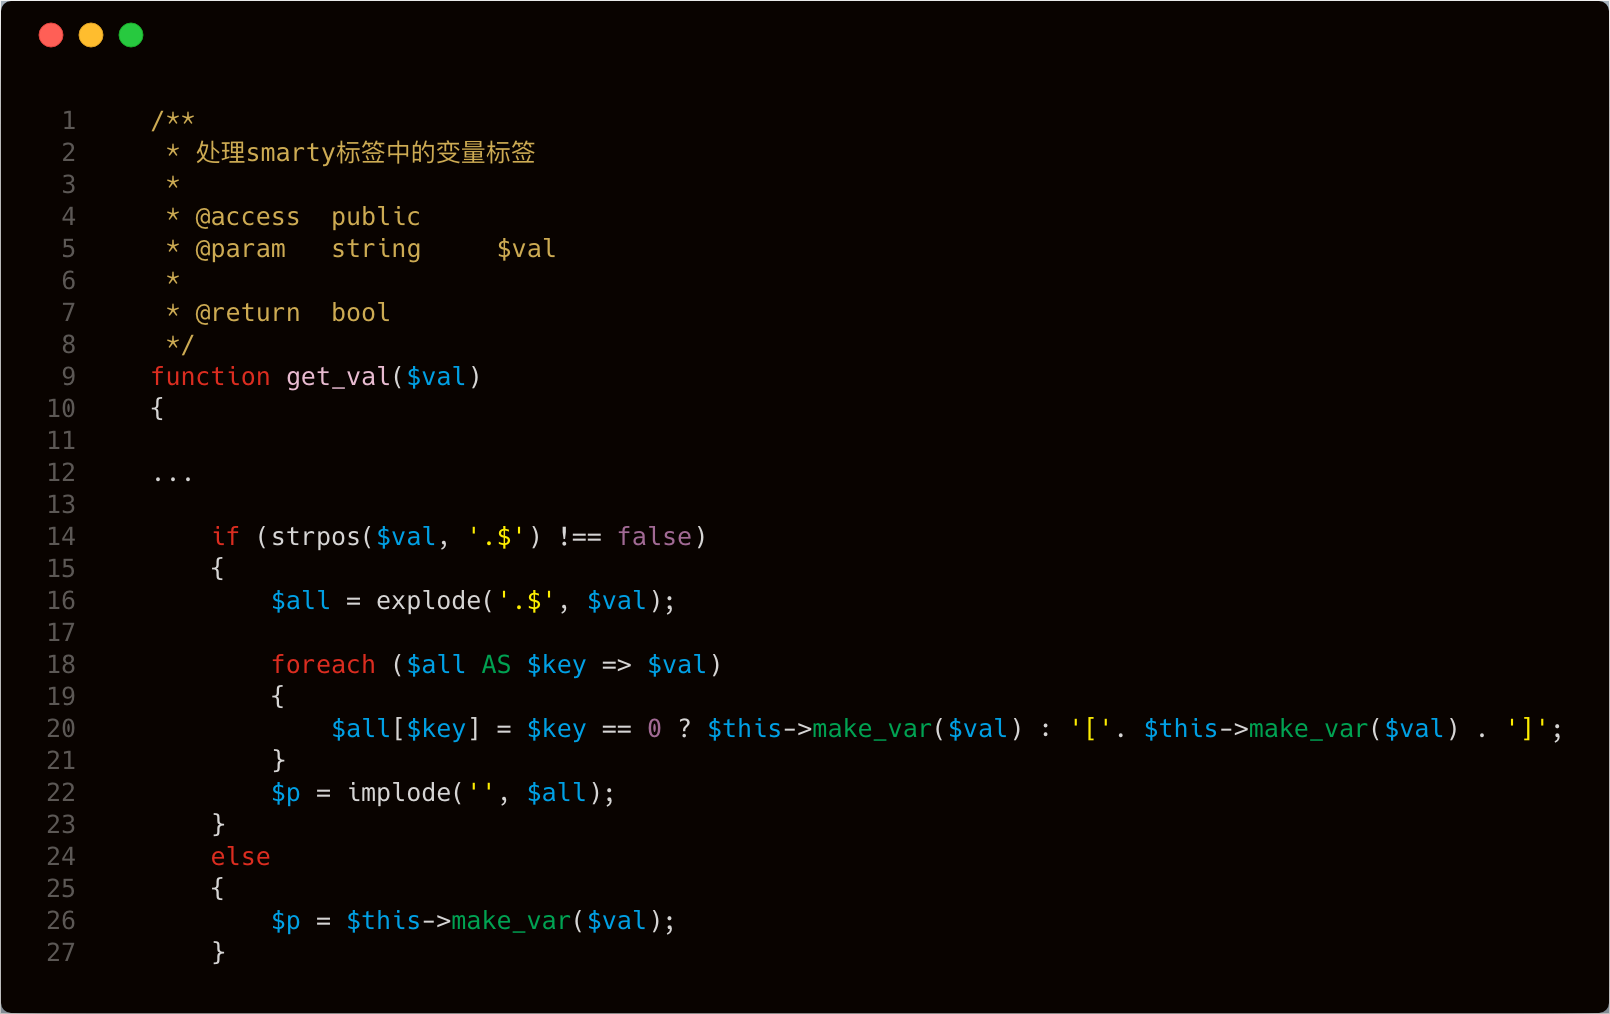 1 /**
2 * 处理smarty标签中的变量标签
3 *
4 * @access  public
5 * @param   string     $val
6 *
7 * @return  bool
8 */
9 function get_val($val)
10 {
11
12 ...
13
14 if (strpos($val, '.$') !== false)
15 {
16 $all = explode('.$', $val);
17
18 foreach ($all AS $key => $val)
19 {
20 $all[$key] = $key == 0 ? $this->make_var($val) : '['. $this->make_var($val) . ']';
21 }
22 $p = implode('', $all);
23 }
24 else
25 {
26 $p = $this->make_var($val);
27 }